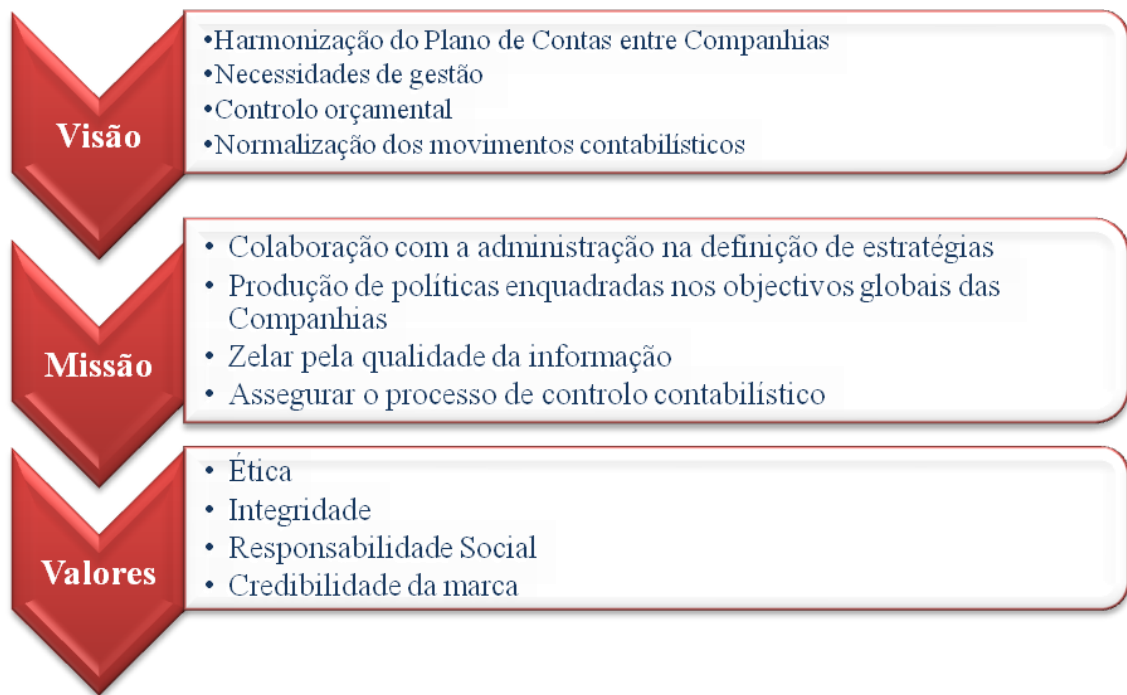 Visão
•Harmonização do Plano de Contas entre Companhias
•Necessidades de gestão
•Controlo orçamental
•Normalização dos movimentos contabilísticos
Missão
• Colaboração com a administração na definição de estratégias
• Produção de políticas enquadradas nos objectivos globais das
Companhias
• Zelar pela qualidade da informação
• Assegurar o processo de controlo contabilístico
Valores
• Ética
• Integridade
• Responsabilidade Social
• Credibilidade da marca